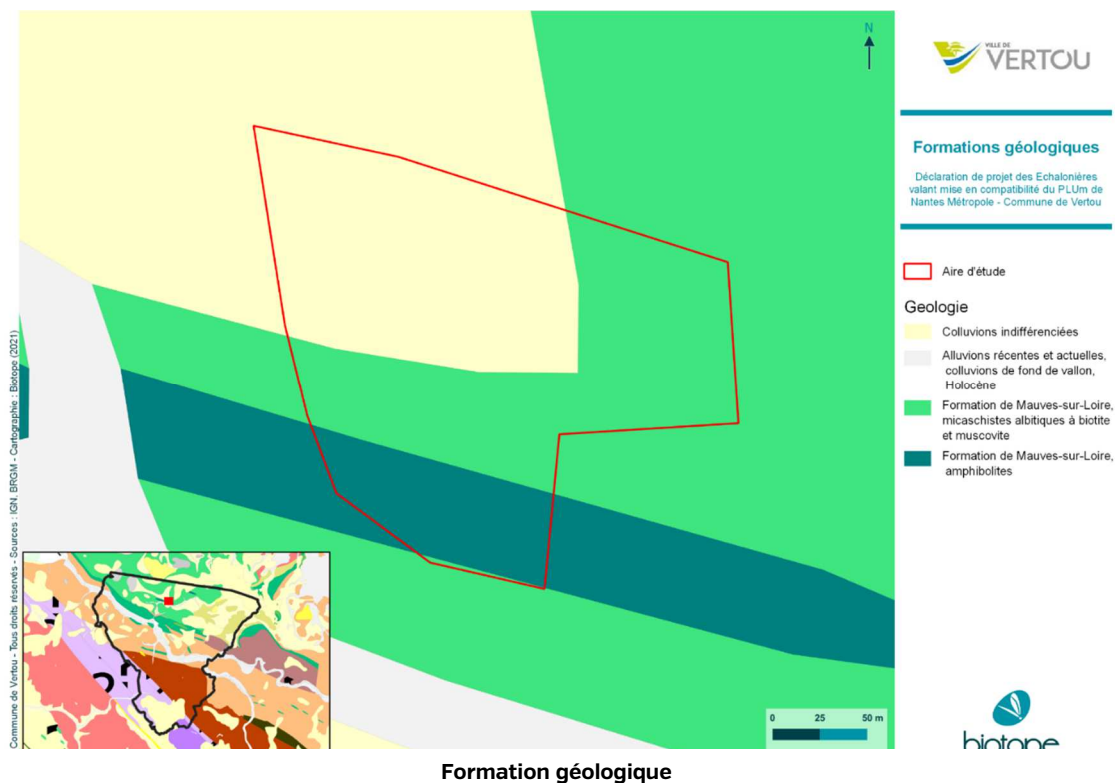 N
VILLE DE
VERTOU
Formations géologiques
Déclaration de projet des Echalonières
valant mise en compatibilité du PLUm de
Nantes Métropole - Commune de Vertou
Aire d'étude
Geologie
Colluvions indifférenciées
Alluvions récentes et actuelles,
colluvions de fond de vallon,
Holocène
Formation de Mauves-sur-Loire,
micaschistes albitiques à biotite
et muscovite
Formation de Mauves-sur-Loire,
amphibolites
Commune de Vertou - Tous droits réservés - Sources : IGN, BRGM - Cartographie : Biotope (2021)
0 25 50 m
biotope
Formation géologique